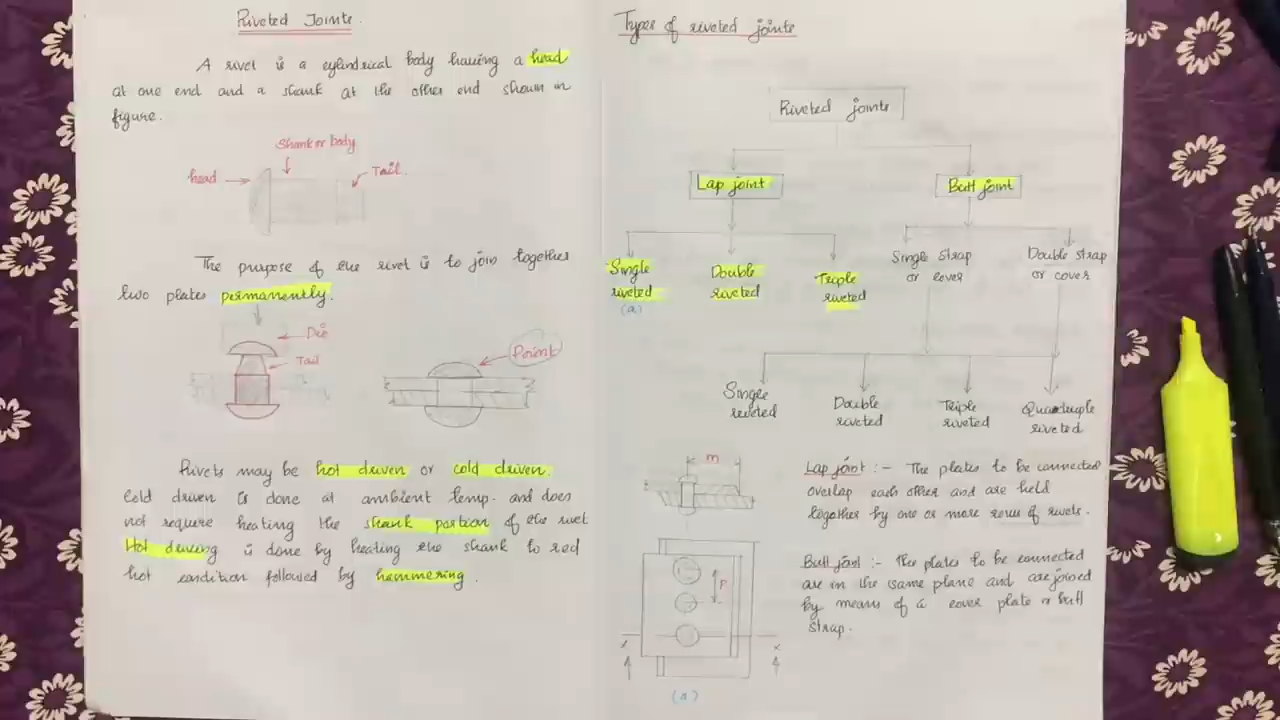 Riveted Joints.
A rivet is a cylindrical body having a head
at one end and a shank at the other end shown in
figure.
Shank or body
head
Tail.
The purpose of the rivet is to join together
two plates permanently.
Die
Tail
Point
Rivets may be hot driven or cold driven.
Cold driven is done at ambient temp. and does
not require heating the shank portion of the rivet
Hot driving is done by heating the shank to red
hot condition followed by hammering.
Types of riveted joints
Riveted joints
Lap joint
Butt joint
Single
riveted
(a)
Double
riveted
Triple
riveted
Single strap
or cover
Double strap
or cover
Single
riveted
Double
riveted
Triple
riveted
Quadruple
riveted
m
P
x
x
(a)
Lap joint :- The plates to be connected
overlap each other and are held
together by one or more rows of rivets.
Butt joint :- The plates to be connected
are in the same plane and are joined
by means of a cover plate or butt
strap.